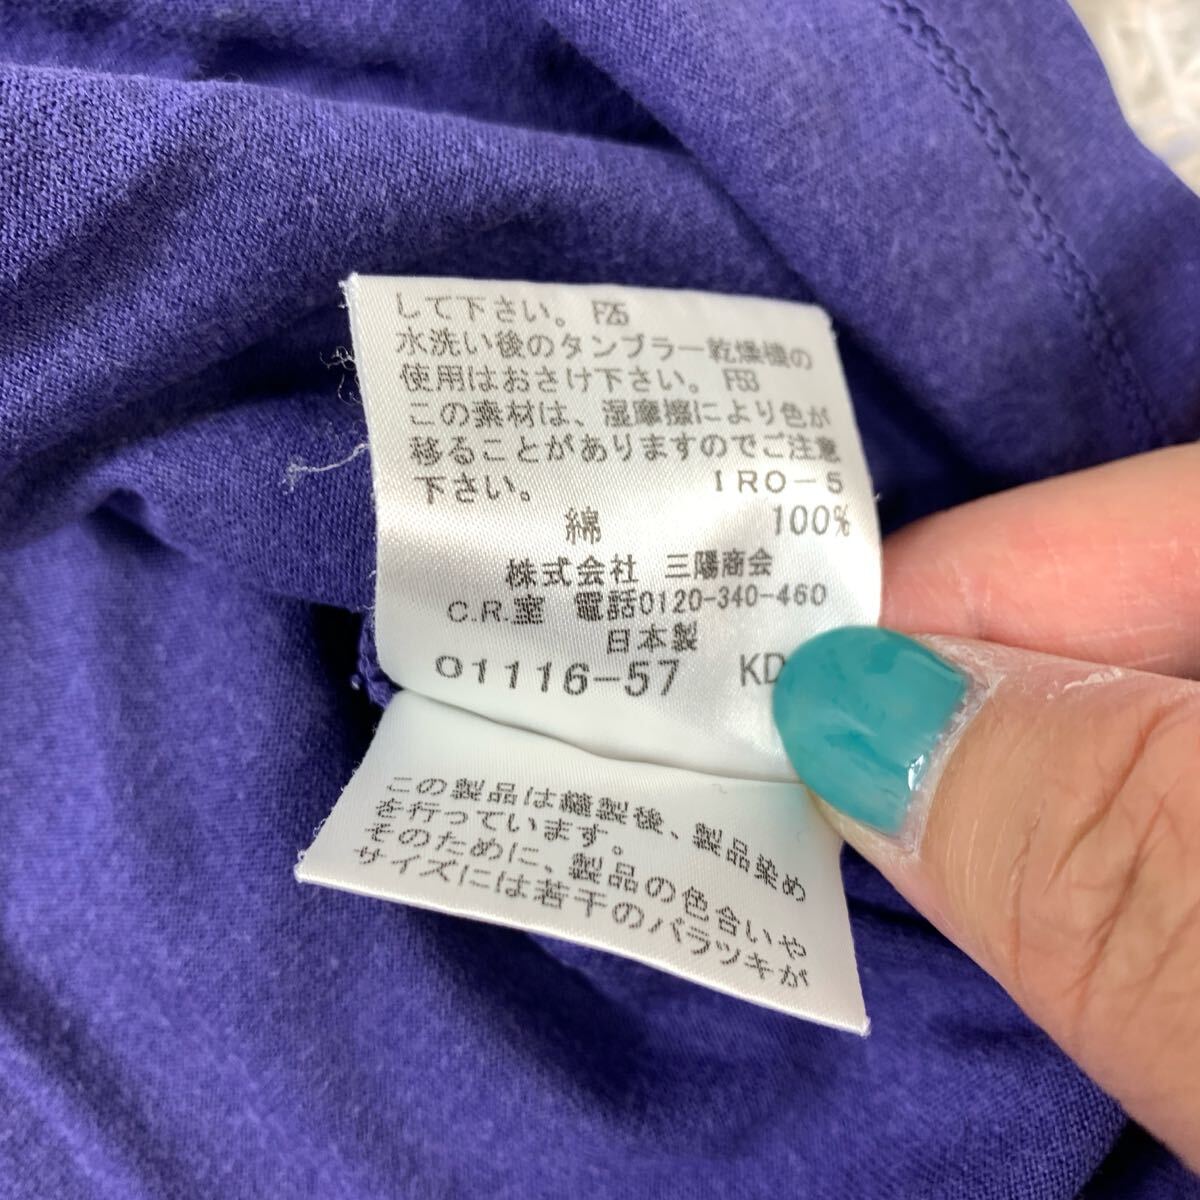 して下さい。 F25
水洗い後のタンブラー乾燥機の
使用はおさけ下さい。 F53
この素材は、湿摩擦により色が
移ることがありますのでご注意
下さい。 IRO-5
綿 100%
株式会社 三陽商会
C.R.室 電話0120-340-460
日本製
01116-57 KD
この製品は縫製後、製品染め
を行っています。
そのために、製品の色合いや
サイズには若干のバラツキが